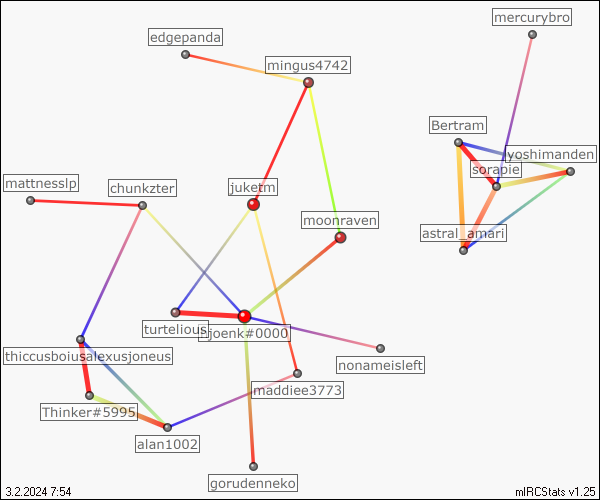 mercurybro
edgepanda
mingus4742
Bertram
yoshimanden
sorapie
mattnesslp
chunkzter
juketm
moonraven
astral_amari
turtelious
sjoenk#0000
thiccusboiusalexusjoneus
nonameisleft
maddiee3773
Thinker#5995
alan1002
gorudenneko
3.2.2024 7:54
mIRCStats v1.25